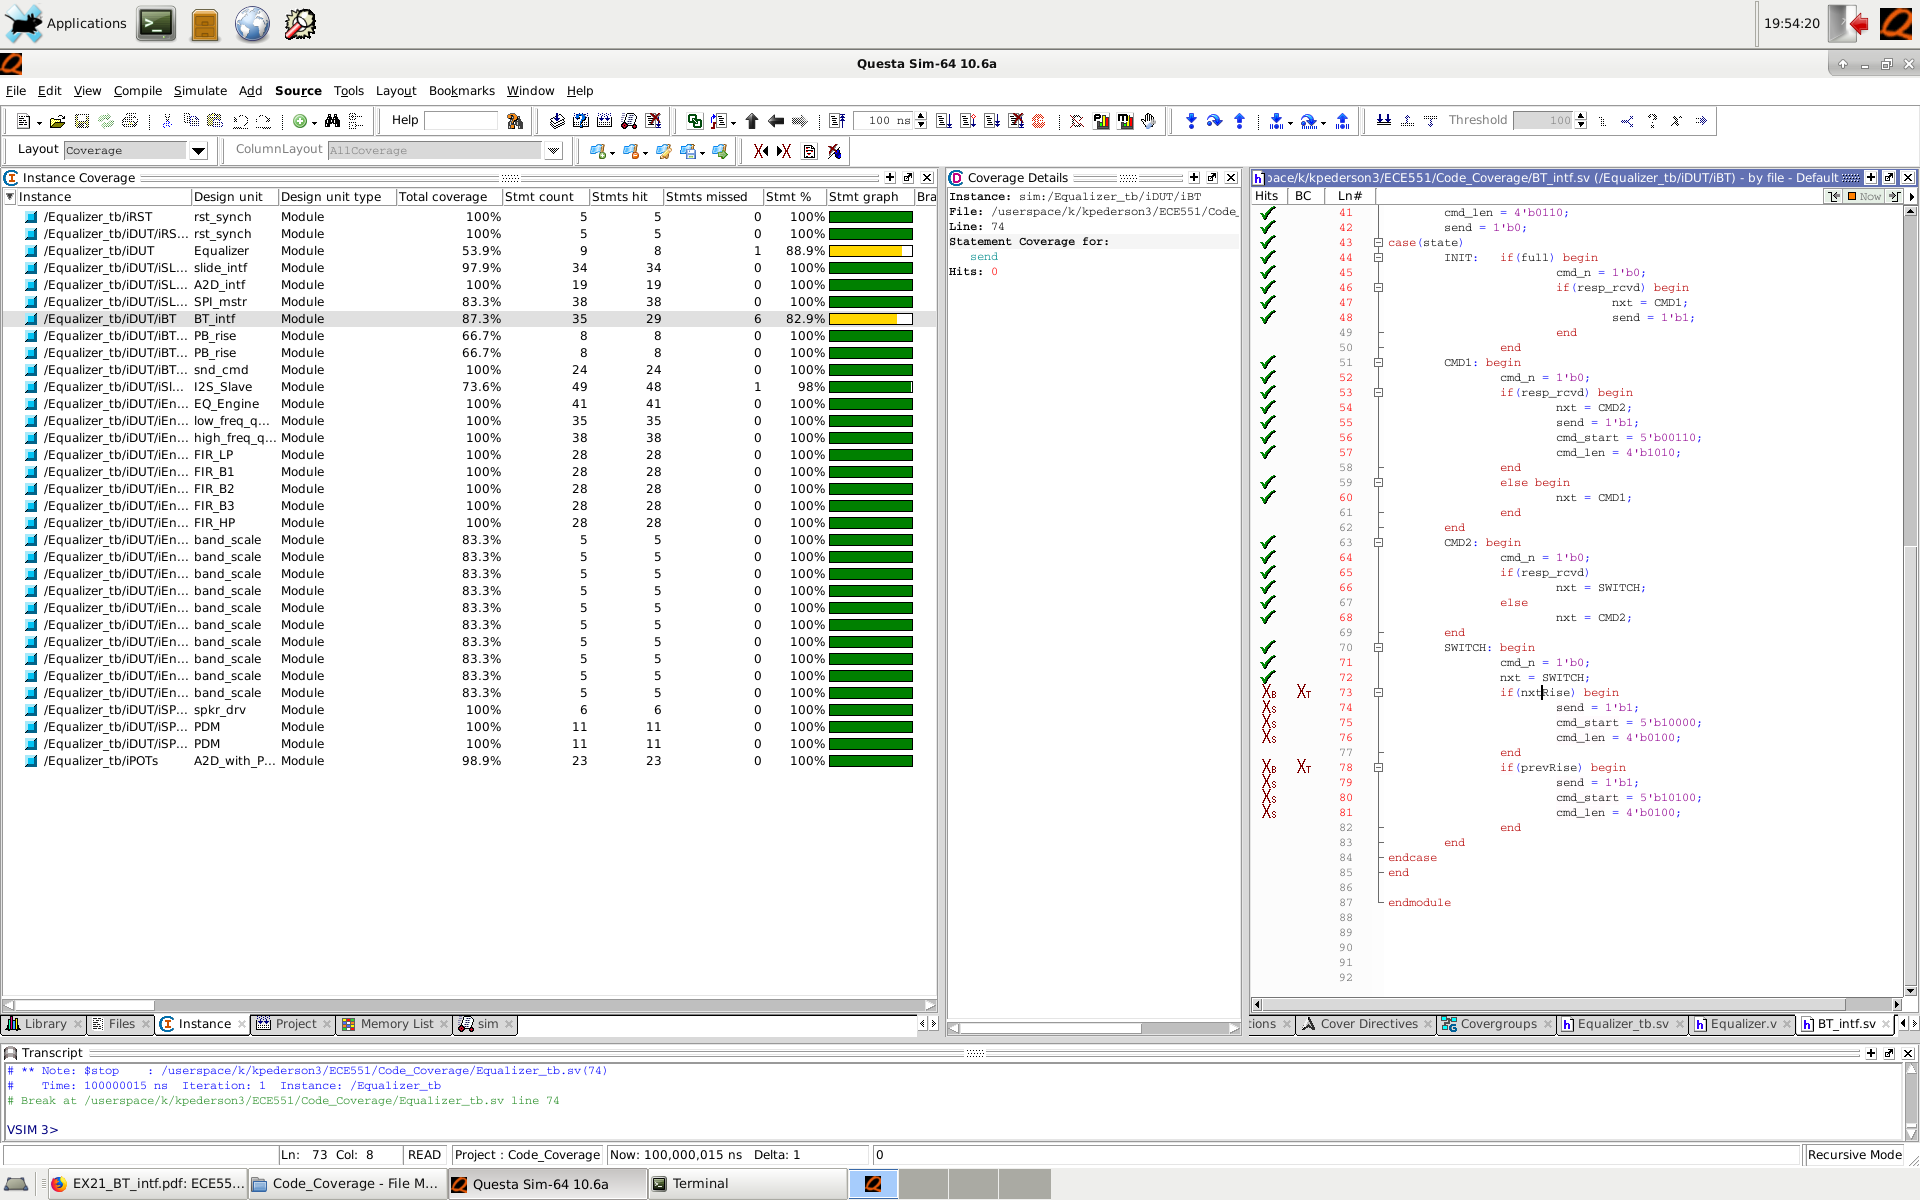 Applications
19:54:20
Questa Sim-64 10.6a
File Edit View Compile Simulate Add Source Tools Layout Bookmarks Window Help
Help 100 ns Threshold 100
Layout Coverage ColumnLayout AllCoverage
Instance Coverage
Instance Design unit Design unit type Total coverage Stmt count Stmts hit Stmts missed Stmt % Stmt graph Bra
/Equalizer_tb/iRST rst_synch Module 100% 5 5 0 100%
/Equalizer_tb/iDUT/iRS... rst_synch Module 100% 5 5 0 100%
/Equalizer_tb/iDUT Equalizer Module 53.9% 9 8 1 88.9%
/Equalizer_tb/iDUT/iSL... slide_intf Module 97.9% 34 34 0 100%
/Equalizer_tb/iDUT/iSL... A2D_intf Module 100% 19 19 0 100%
/Equalizer_tb/iDUT/iSL... SPI_mstr Module 83.3% 38 38 0 100%
/Equalizer_tb/iDUT/iBT BT_intf Module 87.3% 35 29 6 82.9%
/Equalizer_tb/iDUT/iBT... PB_rise Module 66.7% 8 8 0 100%
/Equalizer_tb/iDUT/iBT... PB_rise Module 66.7% 8 8 0 100%
/Equalizer_tb/iDUT/iBT... snd_cmd Module 100% 24 24 0 100%
/Equalizer_tb/iDUT/iSl... I2S_Slave Module 73.6% 49 48 1 98%
/Equalizer_tb/iDUT/iEn... EQ_Engine Module 100% 41 41 0 100%
/Equalizer_tb/iDUT/iEn... low_freq_q... Module 100% 35 35 0 100%
/Equalizer_tb/iDUT/iEn... high_freq_q... Module 100% 38 38 0 100%
/Equalizer_tb/iDUT/iEn... FIR_LP Module 100% 28 28 0 100%
/Equalizer_tb/iDUT/iEn... FIR_B1 Module 100% 28 28 0 100%
/Equalizer_tb/iDUT/iEn... FIR_B2 Module 100% 28 28 0 100%
/Equalizer_tb/iDUT/iEn... FIR_B3 Module 100% 28 28 0 100%
/Equalizer_tb/iDUT/iEn... FIR_HP Module 100% 28 28 0 100%
/Equalizer_tb/iDUT/iEn... band_scale Module 83.3% 5 5 0 100%
/Equalizer_tb/iDUT/iEn... band_scale Module 83.3% 5 5 0 100%
/Equalizer_tb/iDUT/iEn... band_scale Module 83.3% 5 5 0 100%
/Equalizer_tb/iDUT/iEn... band_scale Module 83.3% 5 5 0 100%
/Equalizer_tb/iDUT/iEn... band_scale Module 83.3% 5 5 0 100%
/Equalizer_tb/iDUT/iEn... band_scale Module 83.3% 5 5 0 100%
/Equalizer_tb/iDUT/iEn... band_scale Module 83.3% 5 5 0 100%
/Equalizer_tb/iDUT/iEn... band_scale Module 83.3% 5 5 0 100%
/Equalizer_tb/iDUT/iEn... band_scale Module 83.3% 5 5 0 100%
/Equalizer_tb/iDUT/iEn... band_scale Module 83.3% 5 5 0 100%
/Equalizer_tb/iDUT/iSP... spkr_drv Module 100% 6 6 0 100%
/Equalizer_tb/iDUT/iSP... PDM Module 100% 11 11 0 100%
/Equalizer_tb/iDUT/iSP... PDM Module 100% 11 11 0 100%
/Equalizer_tb/iPOTs A2D_with_P... Module 98.9% 23 23 0 100%
Library Files Instance Project Memory List sim
Coverage Details
Instance: sim:/Equalizer_tb/iDUT/iBT
File: /userspace/k/kpederson3/ECE551/Code_
Line: 74
Statement Coverage for:
send
Hits: 0
pace/k/kpederson3/ECE551/Code_Coverage/BT_intf.sv (/Equalizer_tb/iDUT/iBT) - by file - Default
Hits BC Ln# Now
41 cmd_len = 4'b0110;
42 send = 1'b0;
43 case(state)
44 INIT: if(full) begin
45 cmd_n = 1'b0;
46 if(resp_rcvd) begin
47 nxt = CMD1;
48 send = 1'b1;
49 end
50 end
51 CMD1: begin
52 cmd_n = 1'b0;
53 if(resp_rcvd) begin
54 nxt = CMD2;
55 send = 1'b1;
56 cmd_start = 5'b00110;
57 cmd_len = 4'b1010;
58 end
59 else begin
60 nxt = CMD1;
61 end
62 end
63 CMD2: begin
64 cmd_n = 1'b0;
65 if(resp_rcvd)
66 nxt = SWITCH;
67 else
68 nxt = CMD2;
69 end
70 SWITCH: begin
71 cmd_n = 1'b0;
72 nxt = SWITCH;
XB XT 73 if(nxtRise) begin
XS 74 send = 1'b1;
XS 75 cmd_start = 5'b10000;
XS 76 cmd_len = 4'b0100;
77 end
XB XT 78 if(prevRise) begin
XS 79 send = 1'b1;
XS 80 cmd_start = 5'b10100;
XS 81 cmd_len = 4'b0100;
82 end
83 end
84 endcase
85 end
86
87 endmodule
88
89
90
91
92
tions Cover Directives Covergroups Equalizer_tb.sv Equalizer.v BT_intf.sv
Transcript
# ** Note: $stop : /userspace/k/kpederson3/ECE551/Code_Coverage/Equalizer_tb.sv(74)
# Time: 100000015 ns Iteration: 1 Instance: /Equalizer_tb
# Break at /userspace/k/kpederson3/ECE551/Code_Coverage/Equalizer_tb.sv line 74
VSIM 3>
Ln: 73 Col: 8 READ Project : Code_Coverage Now: 100,000,015 ns Delta: 1 0 Recursive Mode
EX21_BT_intf.pdf: ECE55... Code_Coverage - File M... Questa Sim-64 10.6a Terminal